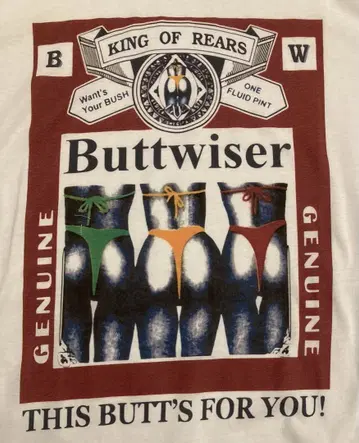 KING OF REARS
B
W
Want's
Your BUSH
ONE
FLUID PINT
Buttwiser
GENUINE
GENUINE
THIS BUTT'S FOR YOU!